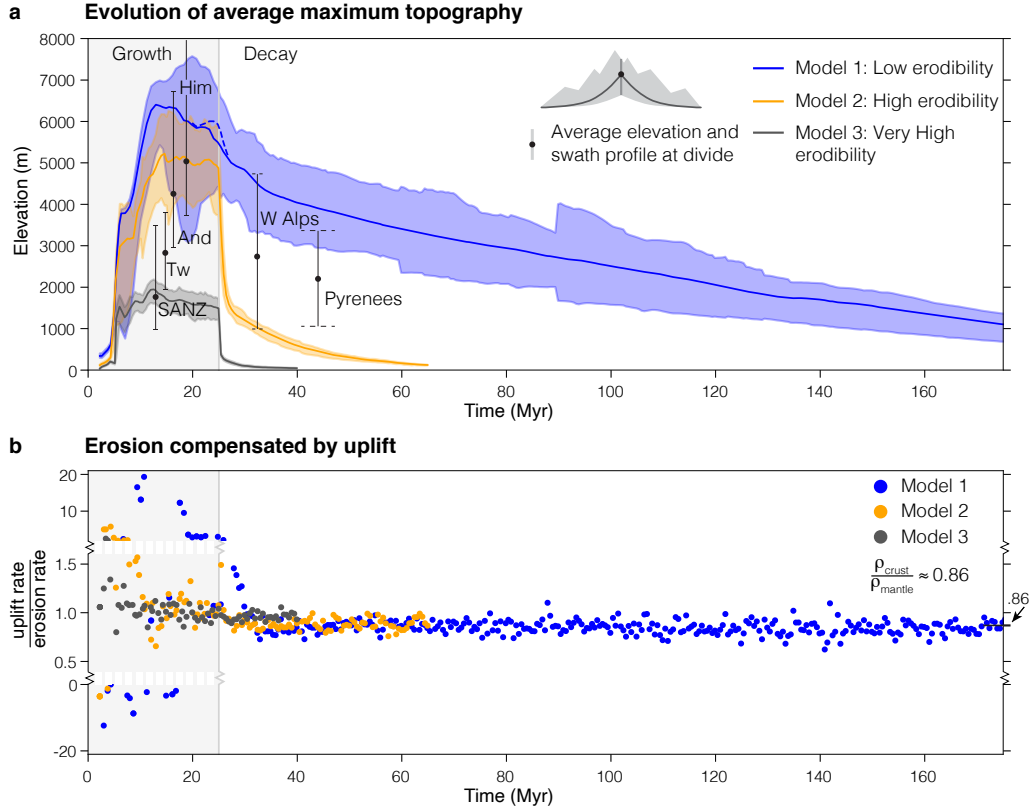 a Evolution of average maximum topography
8000
7000
6000
5000
4000
3000
2000
1000
0
Elevation (m)
Growth
Decay
Him
And
Tw
SANZ
W Alps
Pyrenees
Average elevation and
swath profile at divide
Model 1: Low erodibility
Model 2: High erodibility
Model 3: Very High
erodibility
0 20 40 60 80 100 120 140 160
Time (Myr)
b Erosion compensated by uplift
20
10
1.5
1.0
0.5
0
-20
uplift rate
erosion rate
Model 1
Model 2
Model 3
ρcrust
ρmantle
≈ 0.86
.86
0 20 40 60 80 100 120 140 160
Time (Myr)